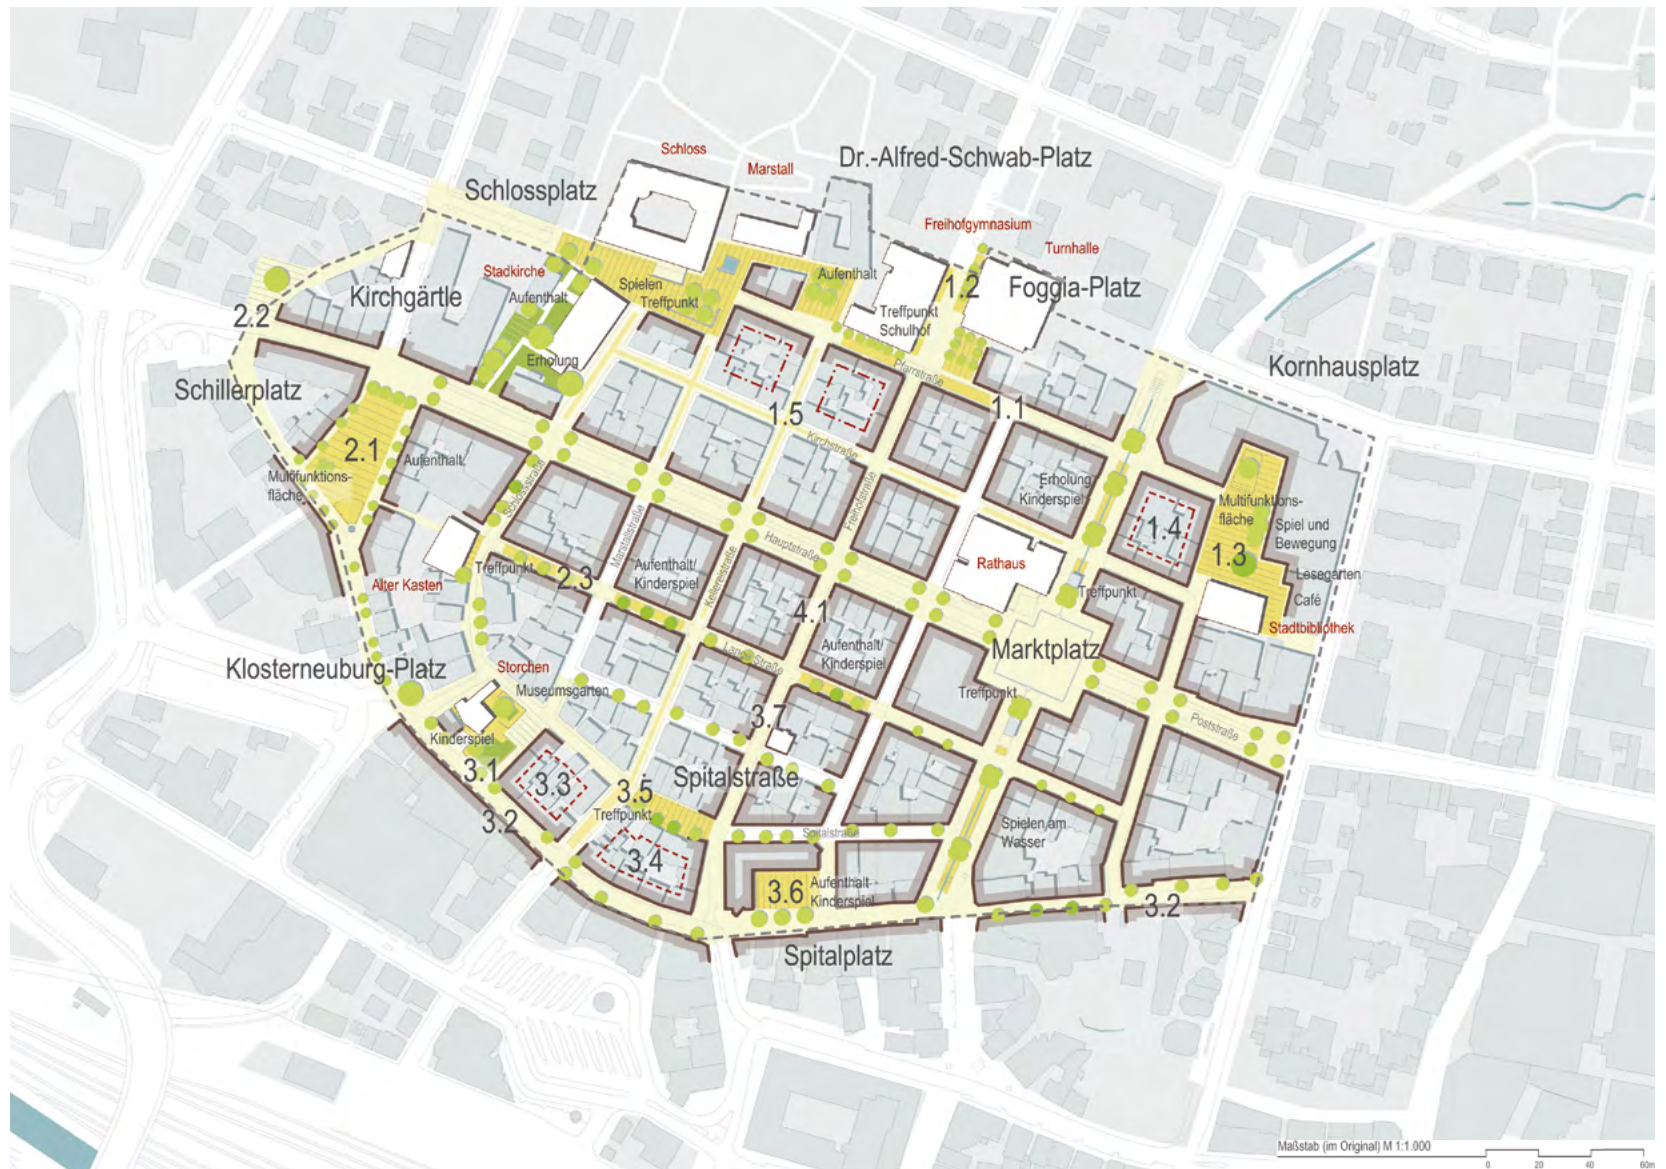 Schloss
Marstall
Dr.-Alfred-Schwab-Platz
Schlossplatz
Freihofgymnasium
Turnhalle
Stadkirche
Aufenthalt
Spielen
Treffpunkt
Aufenthalt
1.2
Foggia-Platz
Kirchgärtle
Treffpunkt
Schulhof
2.2
Erholung
Pfarrstraße
Kornhausplatz
Schillerplatz
1.5
1.1
Kirchstraße
2.1
Aufenthalt
Multifunktions-
fläche
Schlossstraße
Marstallstraße
Freihofstraße
Erholung
Kinderspiel
Multifunktions-
fläche
Spiel und
Bewegung
1.4
1.3
Hauptstraße
Rathaus
Lesegarten
Café
Stadtbibliothek
Alter Kasten
Treffpunkt
2.3
Aufenthalt/
Kinderspiel
Kellereistraße
4.1
Treffpunkt
Aufenthalt/
Kinderspiel
Marktplatz
Lange Straße
Klosterneuburg-Platz
Storchen
Museumsgarten
Treffpunkt
3.7
Poststraße
Kinderspiel
3.1
3.3
3.5
Spitalstraße
Treffpunkt
3.2
Spitalstraße
Spielen am
Wasser
3.4
3.6
Aufenthalt
Kinderspiel
3.2
Spitalplatz
Maßstab (im Original) M 1:1.000
0 20 40 60m